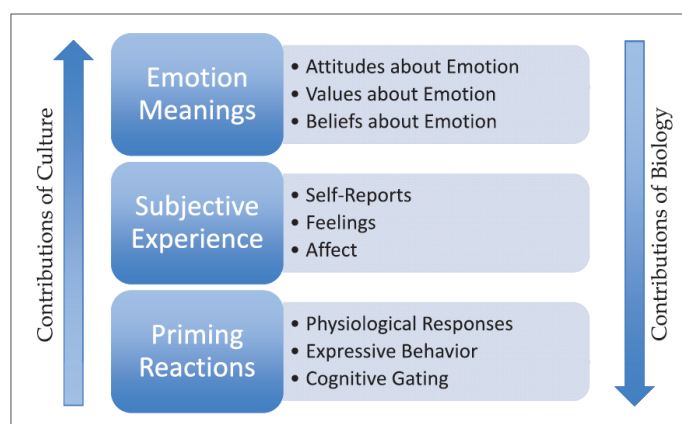 Contributions of Culture
Emotion
Meanings
• Attitudes about Emotion
• Values about Emotion
• Beliefs about Emotion
Subjective
Experience
• Self-Reports
• Feelings
• Affect
Priming
Reactions
• Physiological Responses
• Expressive Behavior
• Cognitive Gating
Contributions of Biology